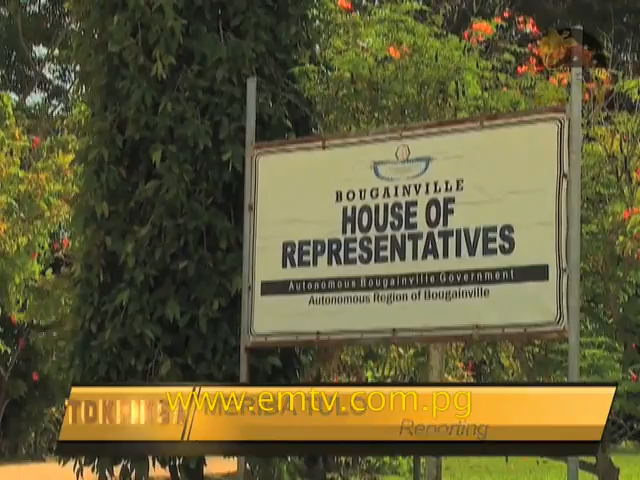 BOUGAINVILLE
HOUSE OF
REPRESENTATIVES
Autonomous Bougainville Government
Autonomous Region of Bougainville
www.emtv.com.pg
Reporting